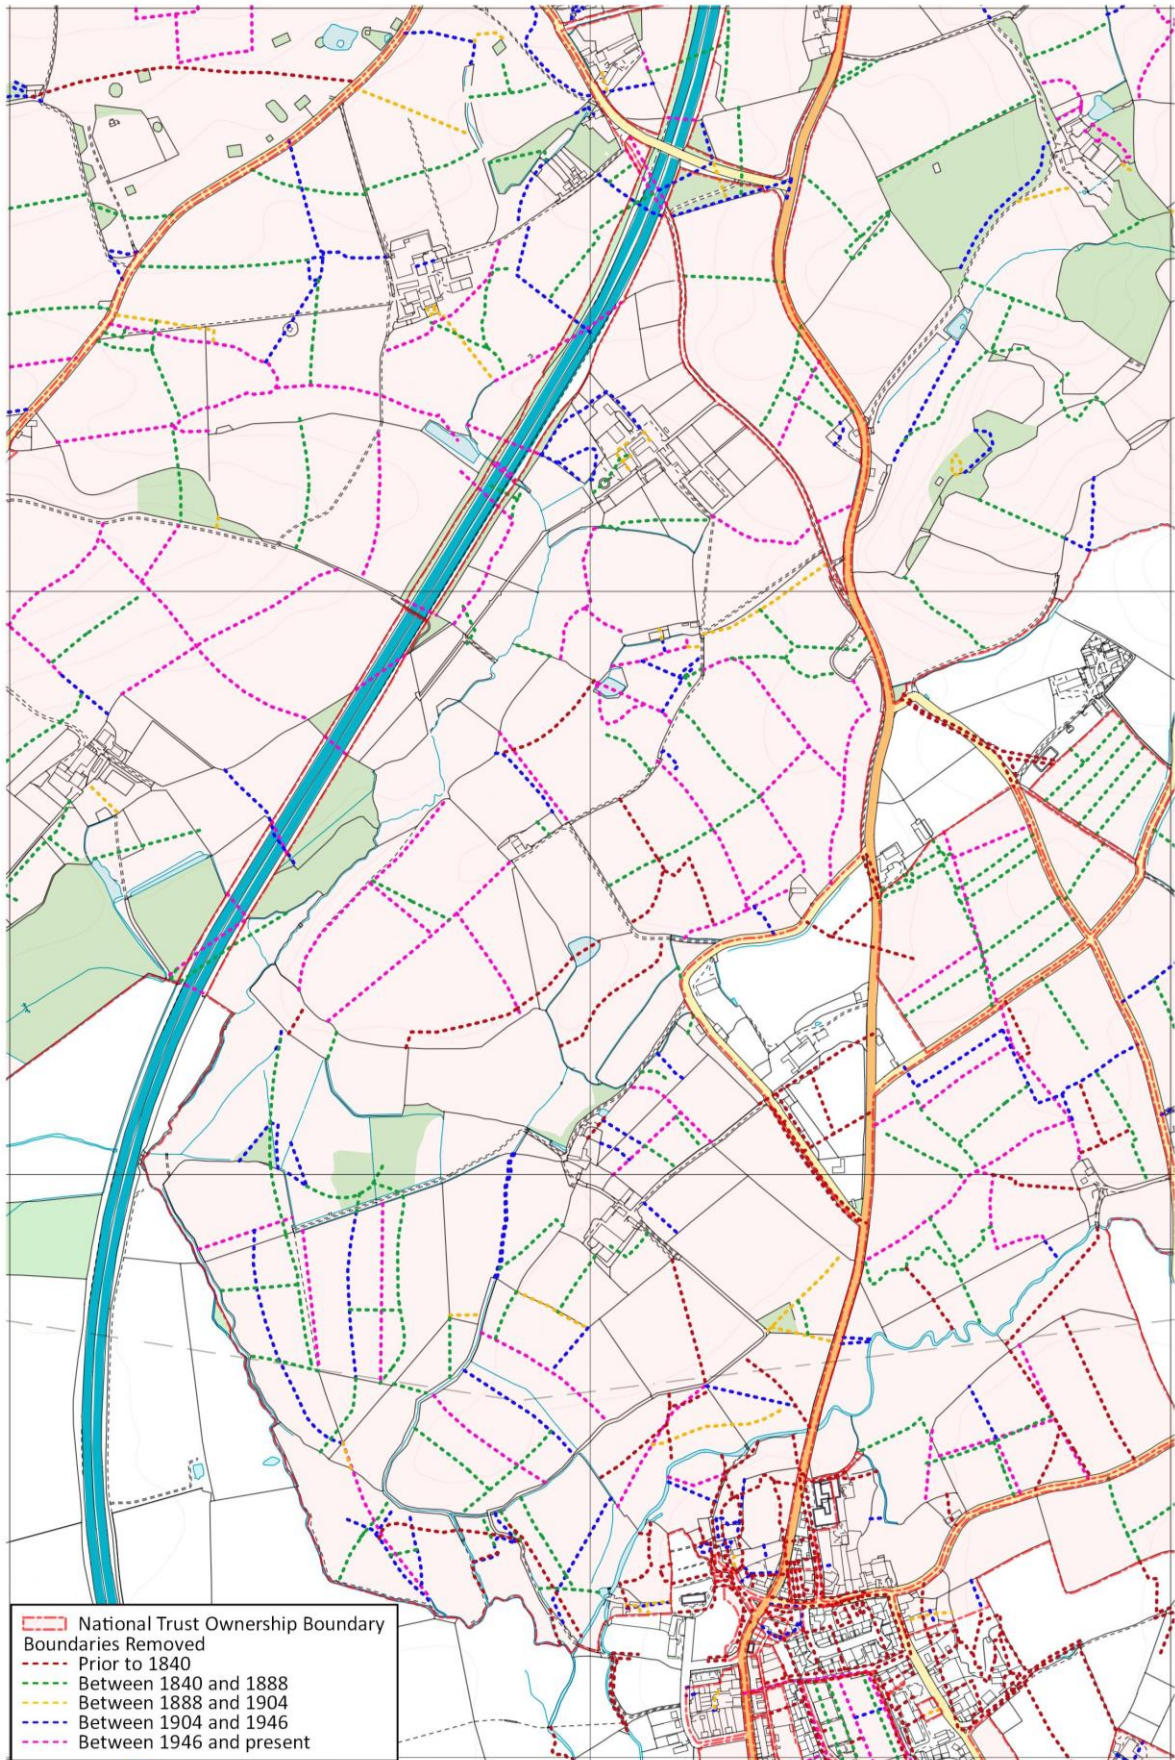 National Trust Ownership Boundary
Boundaries Removed
Prior to 1840
Between 1840 and 1888
Between 1888 and 1904
Between 1904 and 1946
Between 1946 and present